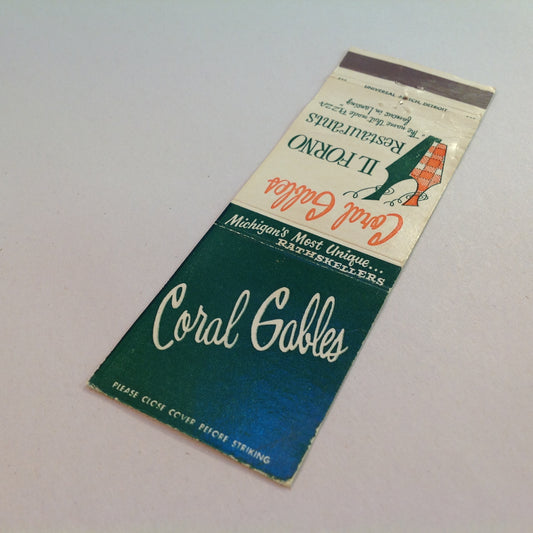 UNIVERSAL MATCH, DETROIT
Coral Gables
IL FORNO
Restaurants
"The name that made PIZZA
famous in Lansing"
Michigan's Most Unique...
RATHSKELLERS
Coral Gables
PLEASE CLOSE COVER BEFORE STRIKING